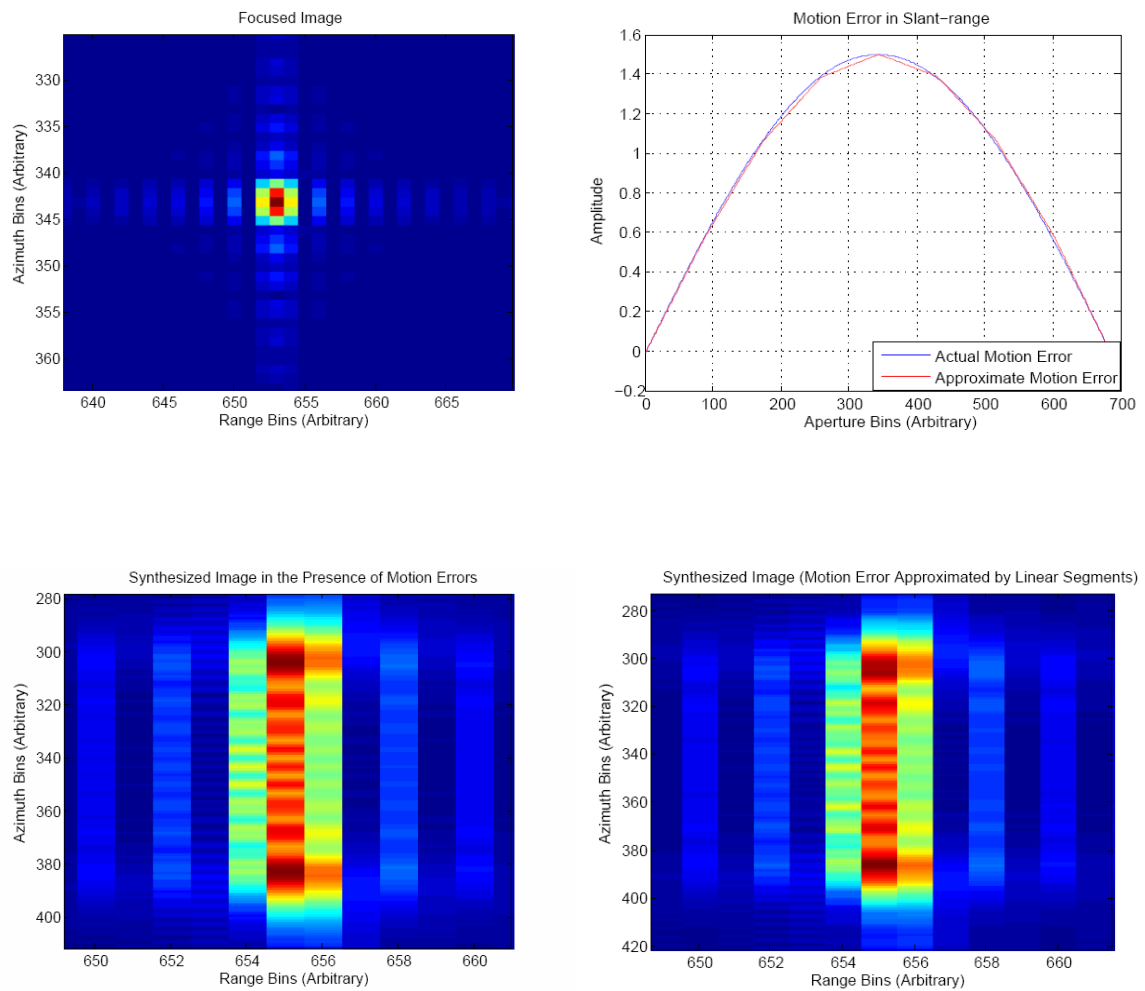 Focused Image
330
335
340
345
350
355
360
640 645 650 655 660 665
Azimuth Bins (Arbitrary)
Range Bins (Arbitrary)
Motion Error in Slant−range
1.6
1.4
1.2
1
0.8
0.6
0.4
0.2
0
−0.2
0 100 200 300 400 500 600 700
Amplitude
Aperture Bins (Arbitrary)
Actual Motion Error
Approximate Motion Error
Synthesized Image in the Presence of Motion Errors
280
300
320
340
360
380
400
650 652 654 656 658 660
Azimuth Bins (Arbitrary)
Range Bins (Arbitrary)
Synthesized Image (Motion Error Approximated by Linear Segments)
280
300
320
340
360
380
400
420
650 652 654 656 658 660
Azimuth Bins (Arbitrary)
Range Bins (Arbitrary)